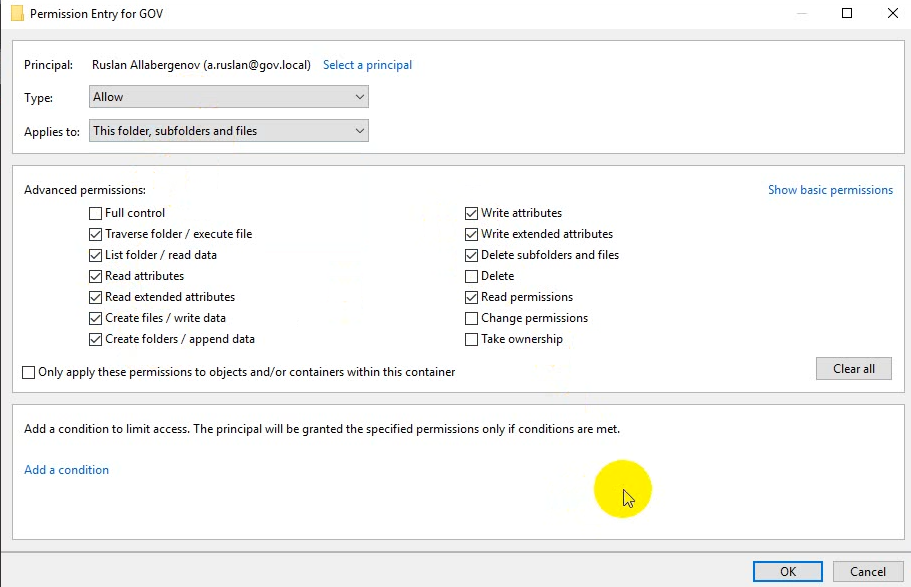 Permission Entry for GOV
Principal: Ruslan Allabergenov (a.ruslan@gov.local) Select a principal
Type: Allow
Applies to: This folder, subfolders and files
Advanced permissions: Show basic permissions
Full control
Traverse folder / execute file
List folder / read data
Read attributes
Read extended attributes
Create files / write data
Create folders / append data
Write attributes
Write extended attributes
Delete subfolders and files
Delete
Read permissions
Change permissions
Take ownership
Only apply these permissions to objects and/or containers within this container
Clear all
Add a condition to limit access. The principal will be granted the specified permissions only if conditions are met.
Add a condition
OK Cancel